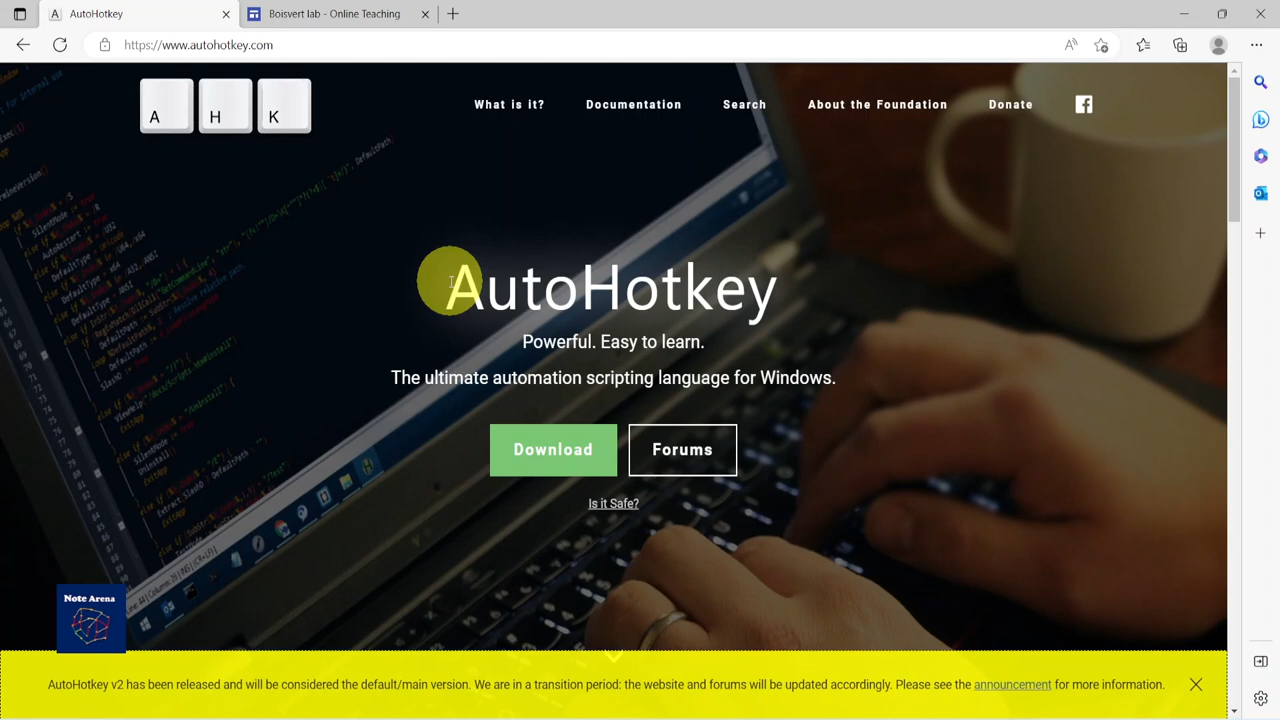 AutoHotkey
Boisvert lab - Online Teaching
https://www.autohotkey.com
A H K
What is it?
Documentation
Search
About the Foundation
Donate
AutoHotkey
Powerful. Easy to learn.
The ultimate automation scripting language for Windows.
Download
Forums
Is it Safe?
Note Arena
AutoHotkey v2 has been released and will be considered the default/main version. We are in a transition period: the website and forums will be updated accordingly. Please see the announcement for more information.